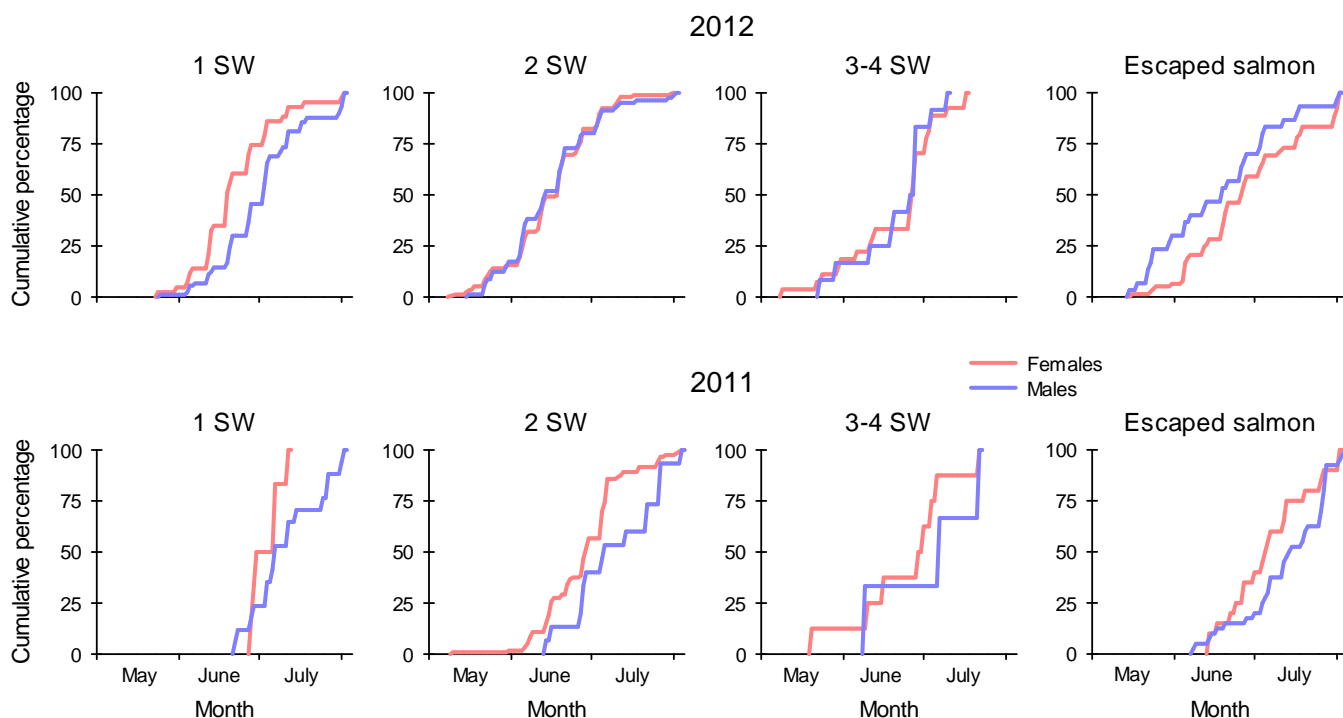 2012
1 SW
2 SW
3-4 SW
Escaped salmon
Cumulative percentage
100
75
50
25
0
100
75
50
25
0
100
75
50
25
0
100
75
50
25
0
Females
Males
2011
1 SW
2 SW
3-4 SW
Escaped salmon
Cumulative percentage
100
75
50
25
0
100
75
50
25
0
100
75
50
25
0
100
75
50
25
0
May June July
May June July
May June July
May June July
Month
Month
Month
Month